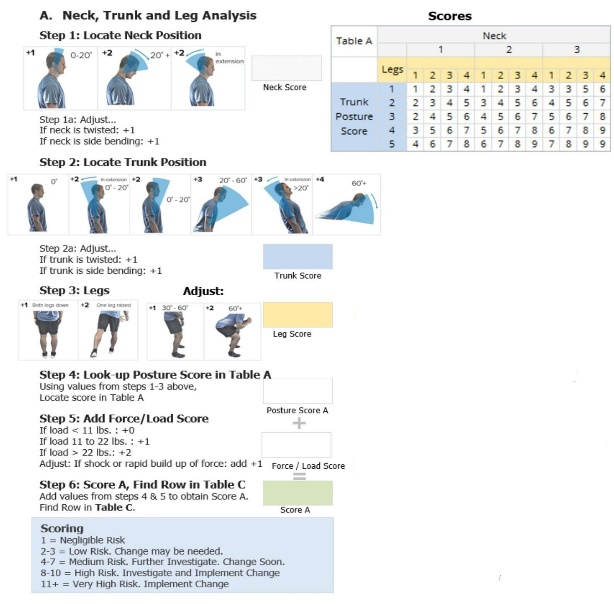 A. Neck, Trunk and Leg Analysis
Scores
Step 1: Locate Neck Position
+1 0-20° +2 20°+ +2 in extension
Neck Score
Step 1a: Adjust...
If neck is twisted: +1
If neck is side bending: +1
Table A Neck
1 2 3
Legs 1 2 3 4 1 2 3 4 1 2 3 4
Trunk Posture Score
1 1 2 3 4 1 2 3 4 3 3 5 6
2 2 3 4 5 3 4 5 6 4 5 6 7
3 2 4 5 6 4 5 6 7 5 6 7 8
4 3 5 6 7 5 6 7 8 6 7 8 9
5 4 6 7 8 6 7 8 9 7 8 9 9
Step 2: Locate Trunk Position
+1 0° +2 in extension 0° - 20° +2 0° - 20° +3 20° - 60° +3 in extension >20° +4 60°+
Step 2a: Adjust...
If trunk is twisted: +1
If trunk is side bending: +1
Trunk Score
Step 3: Legs Adjust:
+1 Both legs down +2 One leg raised +1 30° - 60° +2 60°+
Leg Score
Step 4: Look-up Posture Score in Table A
Using values from steps 1-3 above,
Locate score in Table A
Posture Score A
+
Step 5: Add Force/Load Score
If load < 11 lbs. : +0
If load 11 to 22 lbs. : +1
If load > 22 lbs.: +2
Adjust: If shock or rapid build up of force: add +1
Force / Load Score
=
Step 6: Score A, Find Row in Table C
Add values from steps 4 & 5 to obtain Score A.
Find Row in Table C.
Score A
Scoring
1 = Negligible Risk
2-3 = Low Risk. Change may be needed.
4-7 = Medium Risk. Further Investigate. Change Soon.
8-10 = High Risk. Investigate and Implement Change
11+ = Very High Risk. Implement Change